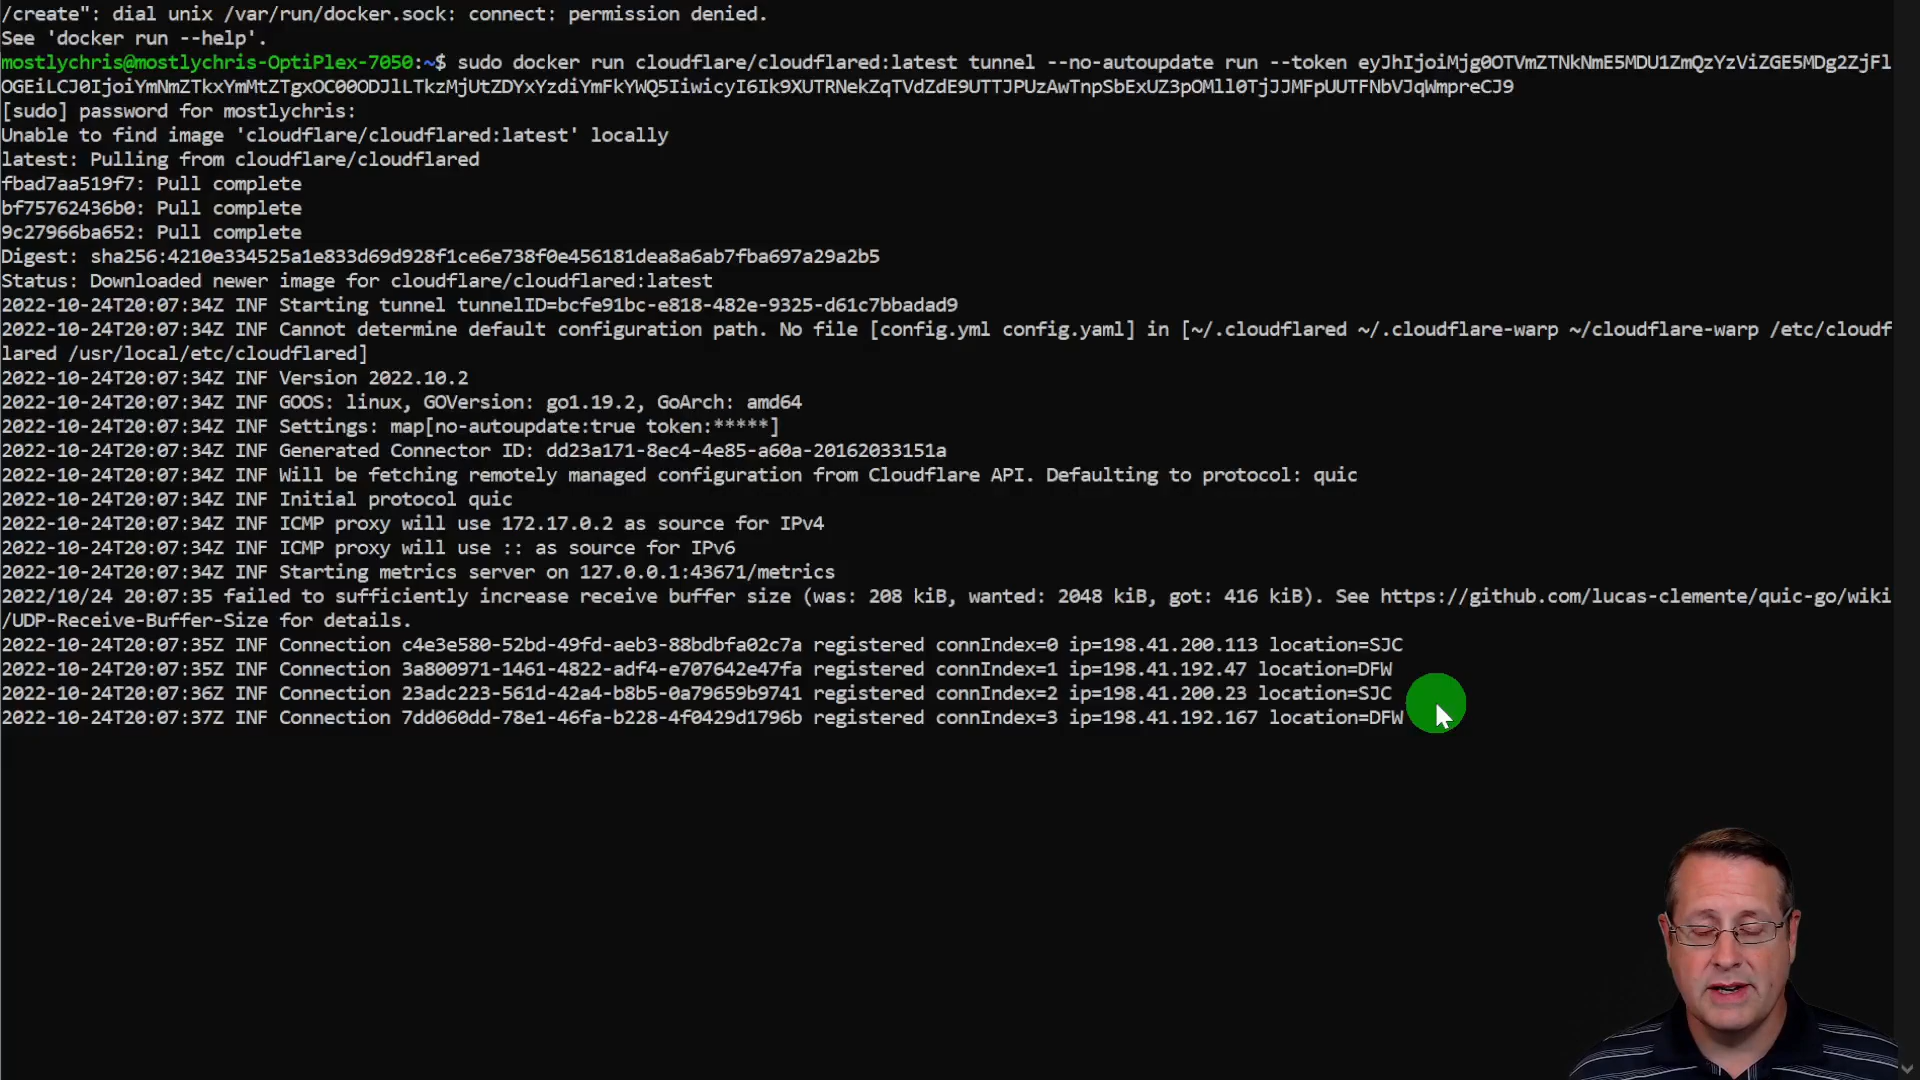 /create": dial unix /var/run/docker.sock: connect: permission denied.
See 'docker run --help'.
mostlychris@mostlychris-OptiPlex-7050:~$ sudo docker run cloudflare/cloudflared:latest tunnel --no-autoupdate run --token eyJhIjoiMjg0OTVmZTNkNmE5MDU1ZmQzYzViZGE5MDg2ZjFl
OGEiLCJ0IjoiYmNmZTkxYmMtZTgxOC00ODJlLTkzMjUtZDYxYzdiYmFkYWQ5IiwicyI6Ik9XUTRNekZqTVdZdE9UTTJPUzAwTnpSbExUZ3pOMll0TjJJMFpUUTFNbVJqWmpreCJ9
[sudo] password for mostlychris:
Unable to find image 'cloudflare/cloudflared:latest' locally
latest: Pulling from cloudflare/cloudflared
fbad7aa519f7: Pull complete
bf75762436b0: Pull complete
9c27966ba652: Pull complete
Digest: sha256:4210e334525a1e833d69d928f1ce6e738f0e456181dea8a6ab7fba697a29a2b5
Status: Downloaded newer image for cloudflare/cloudflared:latest
2022-10-24T20:07:34Z INF Starting tunnel tunnelID=bcfe91bc-e818-482e-9325-d61c7bbadad9
2022-10-24T20:07:34Z INF Cannot determine default configuration path. No file [config.yml config.yaml] in [~/.cloudflared ~/.cloudflare-warp ~/cloudflare-warp /etc/cloudf
lared /usr/local/etc/cloudflared]
2022-10-24T20:07:34Z INF Version 2022.10.2
2022-10-24T20:07:34Z INF GOOS: linux, GOVersion: go1.19.2, GoArch: amd64
2022-10-24T20:07:34Z INF Settings: map[no-autoupdate:true token:*****]
2022-10-24T20:07:34Z INF Generated Connector ID: dd23a171-8ec4-4e85-a60a-20162033151a
2022-10-24T20:07:34Z INF Will be fetching remotely managed configuration from Cloudflare API. Defaulting to protocol: quic
2022-10-24T20:07:34Z INF Initial protocol quic
2022-10-24T20:07:34Z INF ICMP proxy will use 172.17.0.2 as source for IPv4
2022-10-24T20:07:34Z INF ICMP proxy will use :: as source for IPv6
2022-10-24T20:07:34Z INF Starting metrics server on 127.0.0.1:43671/metrics
2022/10/24 20:07:35 failed to sufficiently increase receive buffer size (was: 208 kiB, wanted: 2048 kiB, got: 416 kiB). See https://github.com/lucas-clemente/quic-go/wiki
/UDP-Receive-Buffer-Size for details.
2022-10-24T20:07:35Z INF Connection c4e3e580-52bd-49fd-aeb3-88bdbfa02c7a registered connIndex=0 ip=198.41.200.113 location=SJC
2022-10-24T20:07:35Z INF Connection 3a800971-1461-4822-adf4-e707642e47fa registered connIndex=1 ip=198.41.192.47 location=DFW
2022-10-24T20:07:36Z INF Connection 23adc223-561d-42a4-b8b5-0a79659b9741 registered connIndex=2 ip=198.41.200.23 location=SJC
2022-10-24T20:07:37Z INF Connection 7dd060dd-78e1-46fa-b228-4f0429d1796b registered connIndex=3 ip=198.41.192.167 location=DFW